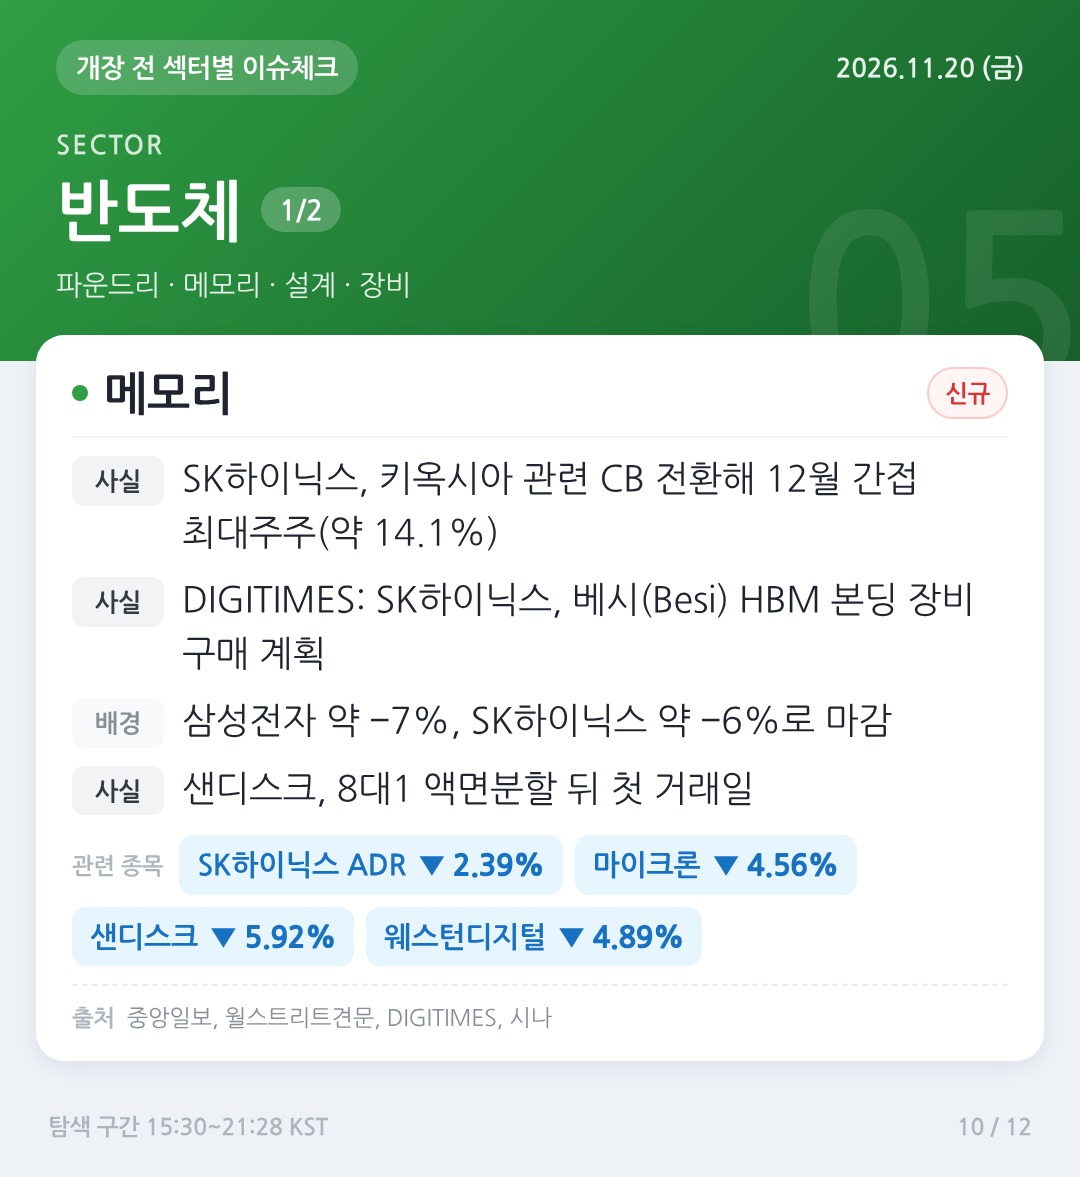 개장 전 섹터별 이슈체크
2026.11.20 (금)
SECTOR
반도체 1/2
파운드리 · 메모리 · 설계 · 장비
05
메모리
신규
사실 SK하이닉스, 키옥시아 관련 CB 전환해 12월 간접
최대주주(약 14.1%)
사실 DIGITIMES: SK하이닉스, 베시(Besi) HBM 본딩 장비
구매 계획
배경 삼성전자 약 −7%, SK하이닉스 약 −6%로 마감
사실 샌디스크, 8대1 액면분할 뒤 첫 거래일
관련 종목 SK하이닉스 ADR ▼ 2.39% 마이크론 ▼ 4.56%
샌디스크 ▼ 5.92% 웨스턴디지털 ▼ 4.89%
출처 중앙일보, 월스트리트견문, DIGITIMES, 시나
탐색 구간 15:30~21:28 KST
10 / 12